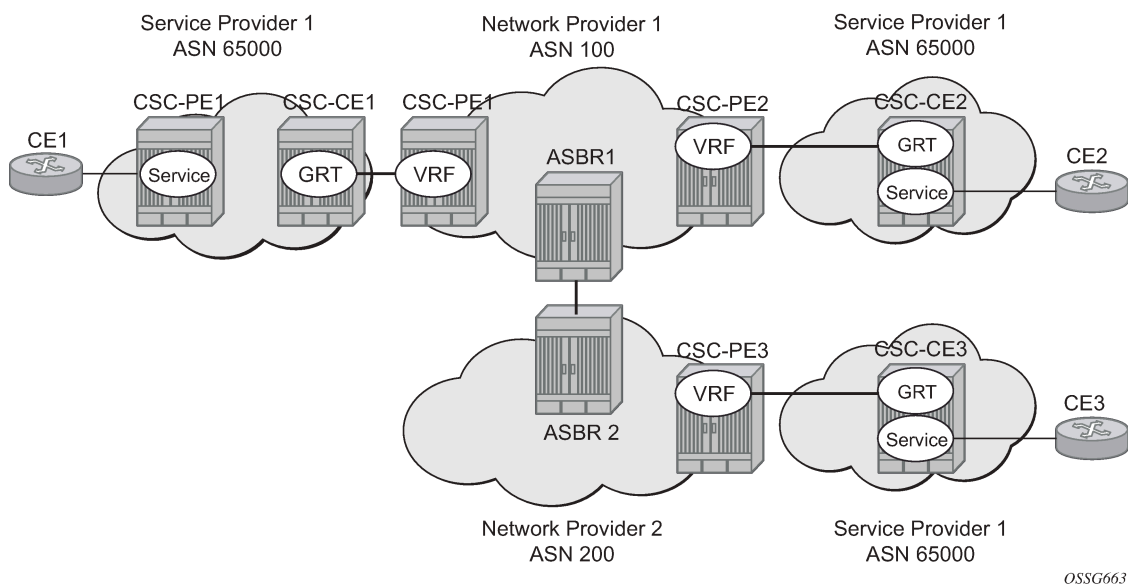 Service Provider 1
ASN 65000
Network Provider 1
ASN 100
Service Provider 1
ASN 65000
CSC-PE1
CSC-CE1
CSC-PE1
CSC-PE2
CSC-CE2
CE1
Service
GRT
VRF
ASBR1
VRF
GRT
Service
CE2
CSC-PE3
CSC-CE3
VRF
GRT
Service
CE3
ASBR 2
Network Provider 2
ASN 200
Service Provider 1
ASN 65000
OSSG663